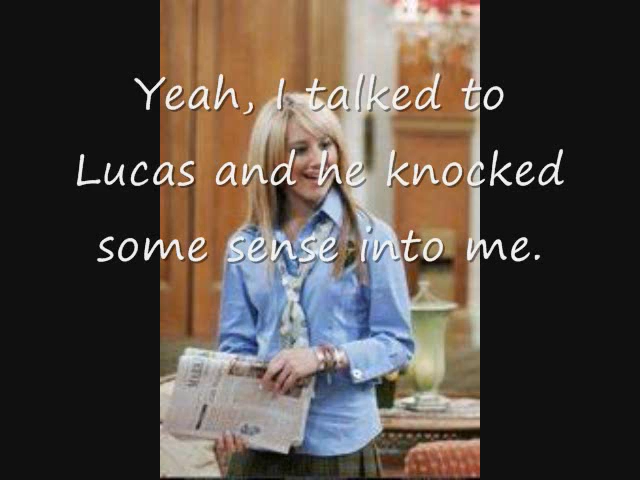 Yeah, I talked to
Lucas and he knocked
some sense into me.